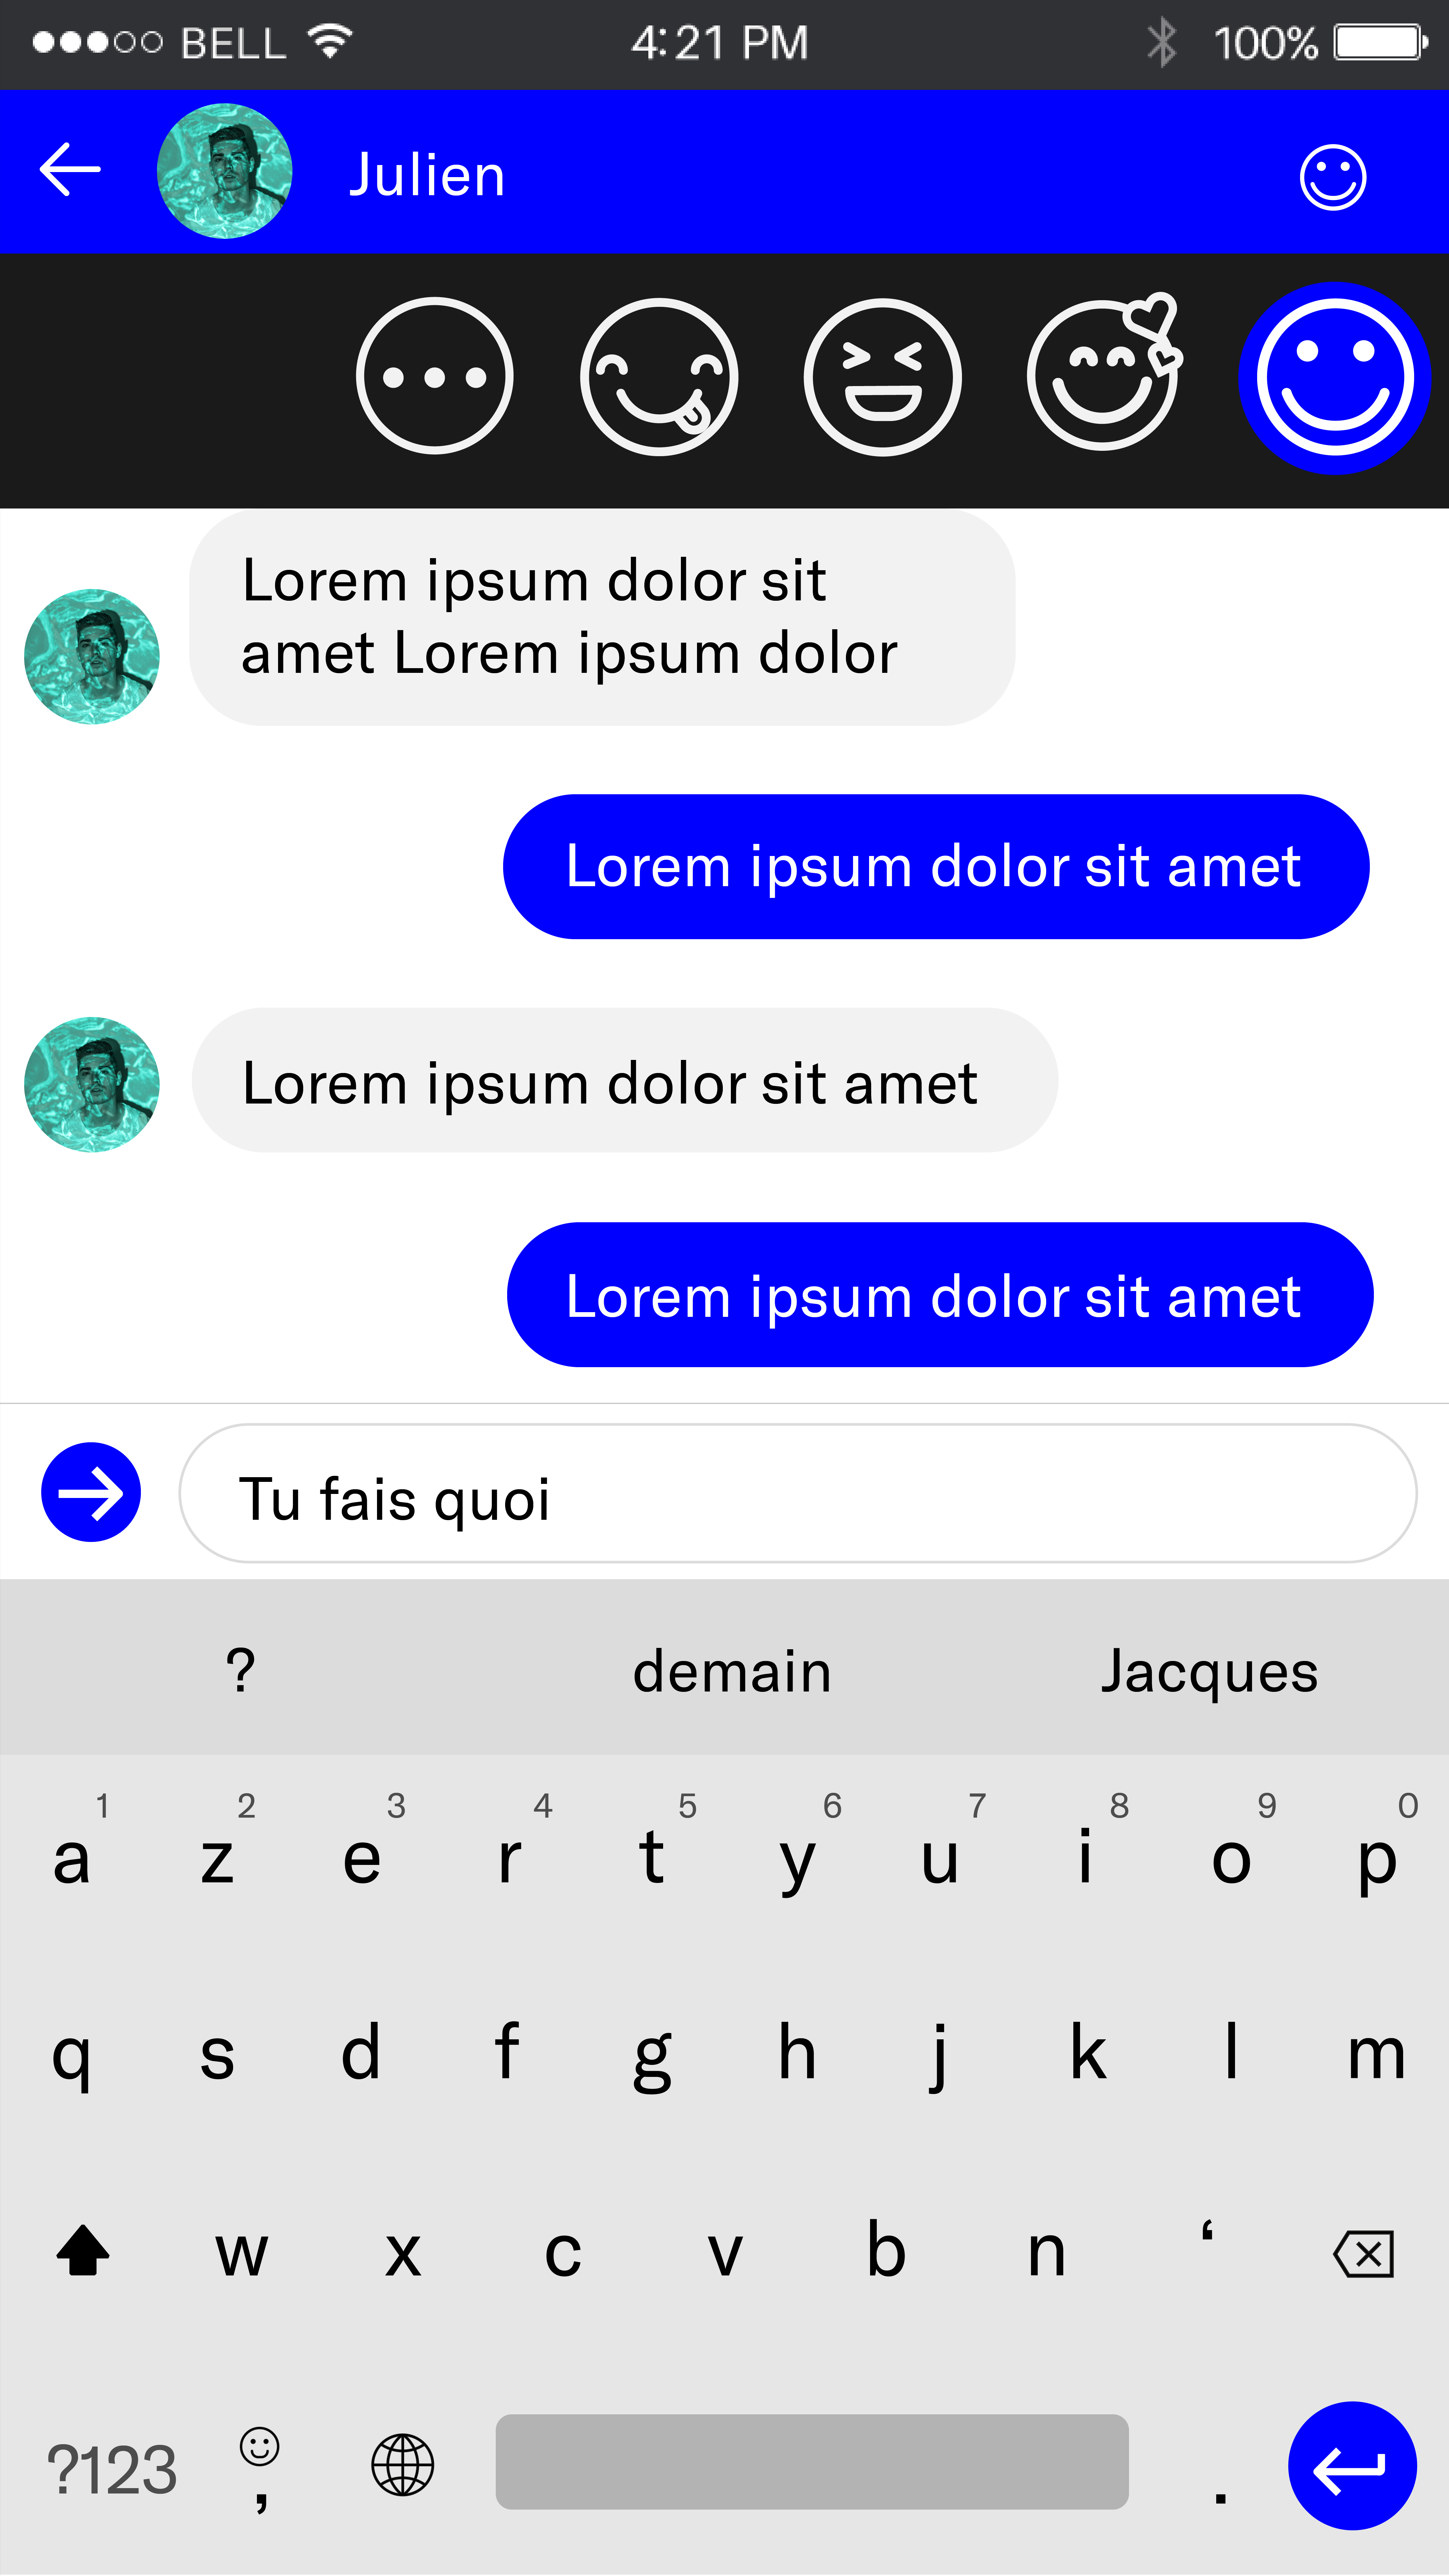 BELL 4:21 PM 100%
Julien
Lorem ipsum dolor sit
amet Lorem ipsum dolor
Lorem ipsum dolor sit amet
Lorem ipsum dolor sit amet
Lorem ipsum dolor sit amet
Tu fais quoi
? demain Jacques
1 2 3 4 5 6 7 8 9 0
a z e r t y u i o p
q s d f g h j k l m
w x c v b n ‘
?123 , .